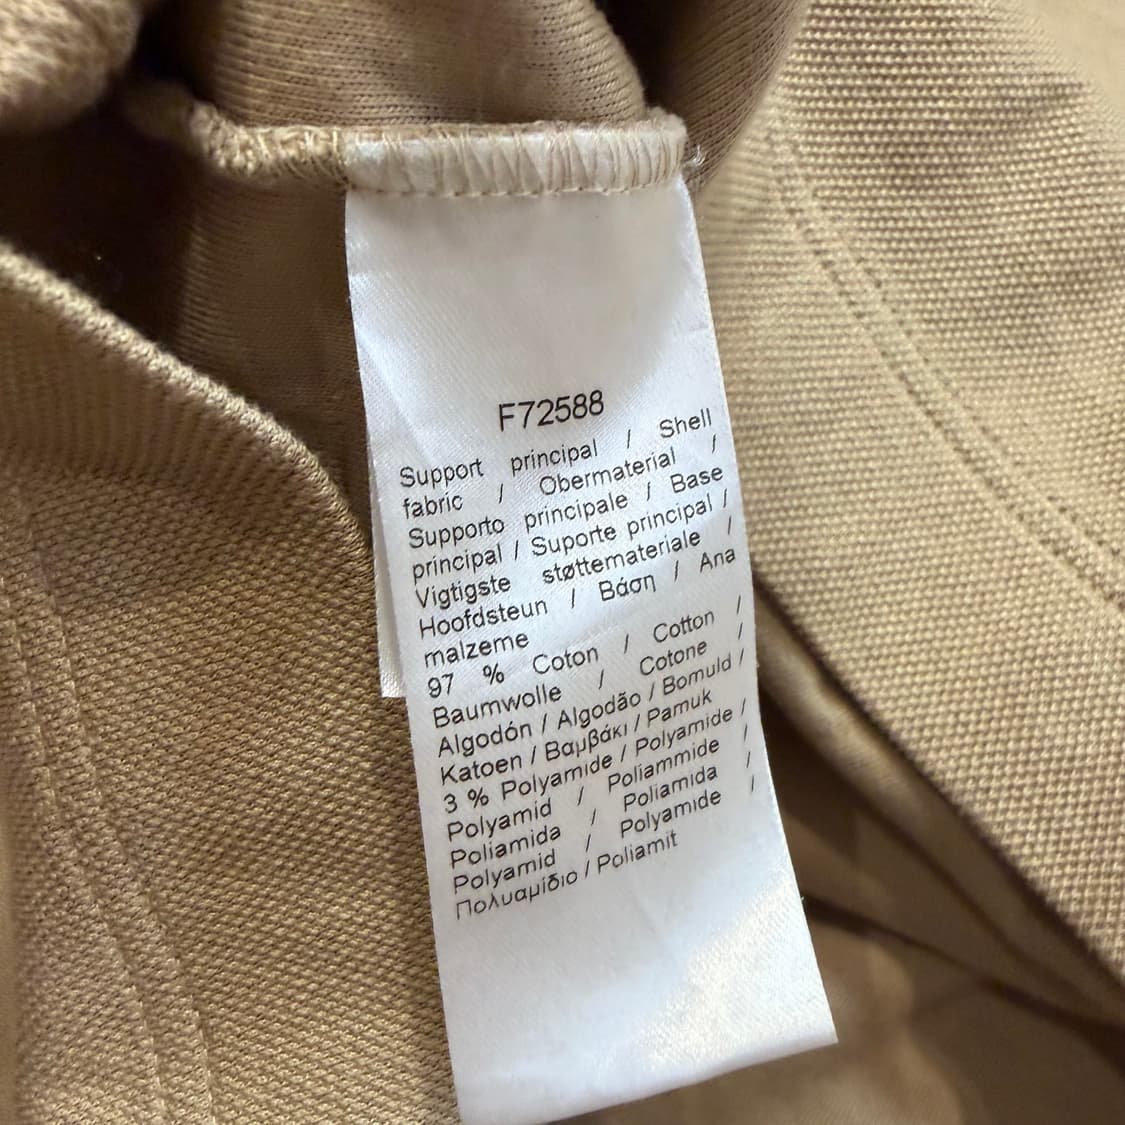 F72588
Support principal / Shell
fabric / Obermaterial /
Supporto principale / Base
principal / Suporte principal /
Vigtigste støttemateriale /
Hoofdsteun / Βάση / Ana
malzeme
97 % Coton / Cotton /
Baumwolle / Cotone /
Algodón / Algodão / Bomuld /
Katoen / Βαμβάκι / Pamuk
3 % Polyamide / Polyamide /
Polyamid / Poliammide /
Poliamida / Poliamida /
Polyamid / Polyamide /
Πολυαμίδιο / Poliamit